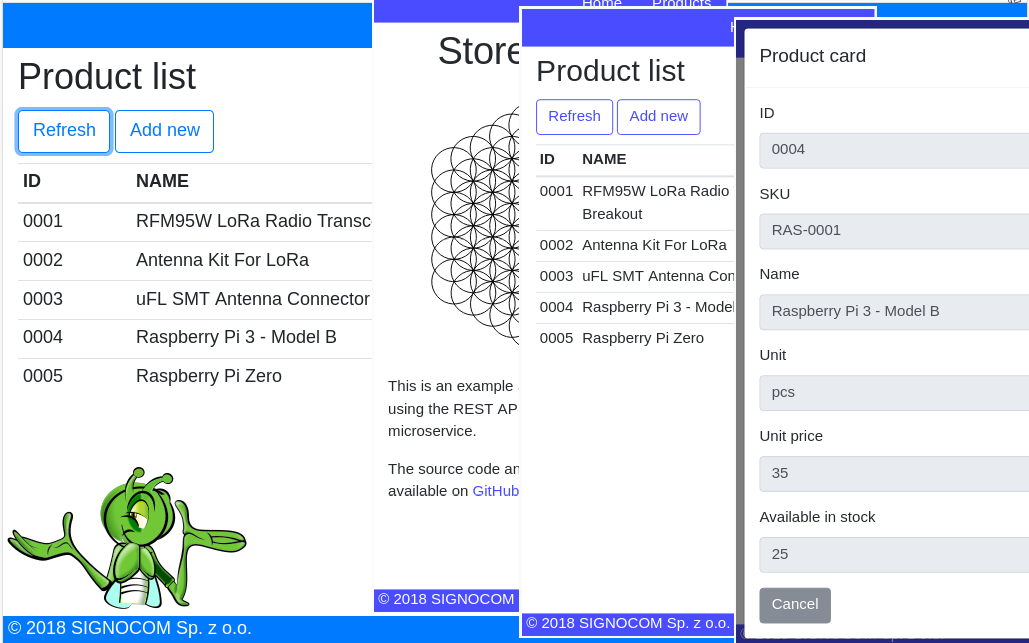 Product list
Refresh Add new
ID NAME
0001 RFM95W LoRa Radio Transc
0002 Antenna Kit For LoRa
0003 uFL SMT Antenna Connector
0004 Raspberry Pi 3 - Model B
0005 Raspberry Pi Zero
© 2018 SIGNOCOM Sp. z o.o.
Home Products
Store
This is an example
using the REST AP
microservice.
The source code an
available on GitHub
© 2018 SIGNOCOM
Product list
Refresh Add new
ID NAME
0001 RFM95W LoRa Radio
Breakout
0002 Antenna Kit For LoRa
0003 uFL SMT Antenna Con
0004 Raspberry Pi 3 - Model
0005 Raspberry Pi Zero
© 2018 SIGNOCOM Sp. z o.o.
Product card
ID
0004
SKU
RAS-0001
Name
Raspberry Pi 3 - Model B
Unit
pcs
Unit price
35
Available in stock
25
Cancel